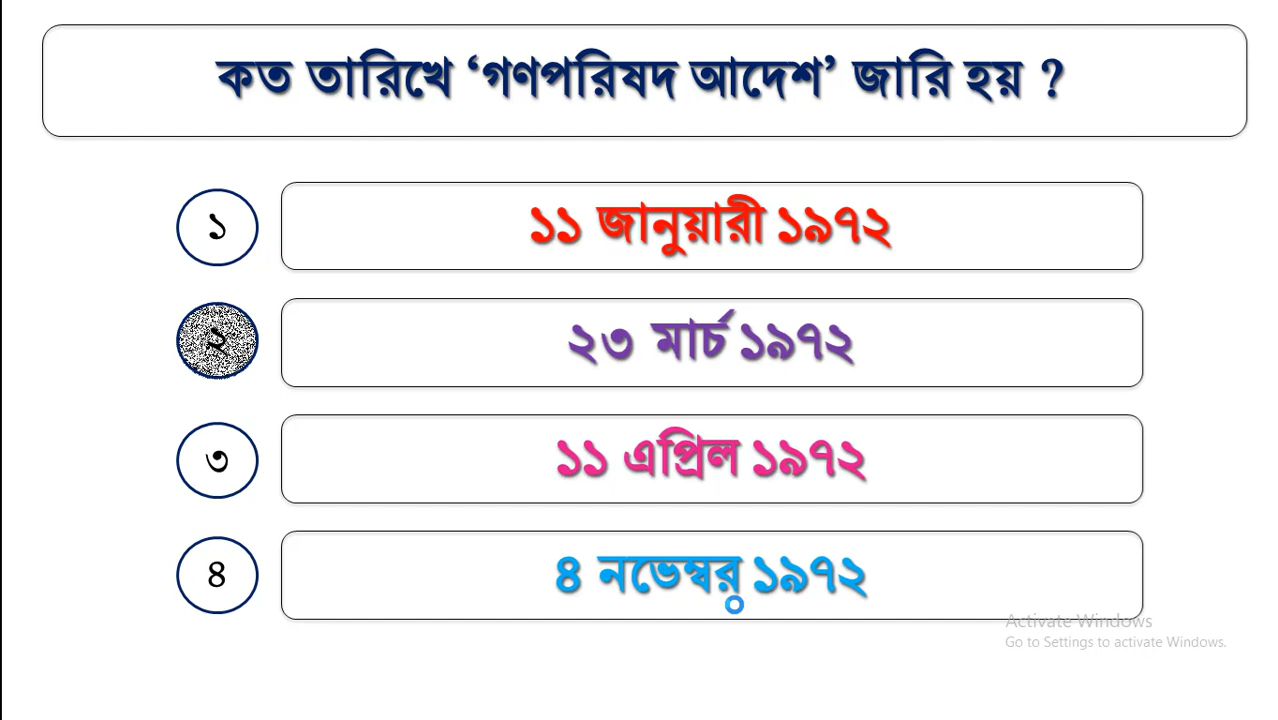 কত তারিখে ‘গণপরিষদ আদেশ’ জারি হয় ?
১ ১১ জানুয়ারী ১৯৭২
২ ২৩ মার্চ ১৯৭২
৩ ১১ এপ্রিল ১৯৭২
৪ ৪ নভেম্বর ১৯৭২
Activate Windows
Go to Settings to activate Windows.